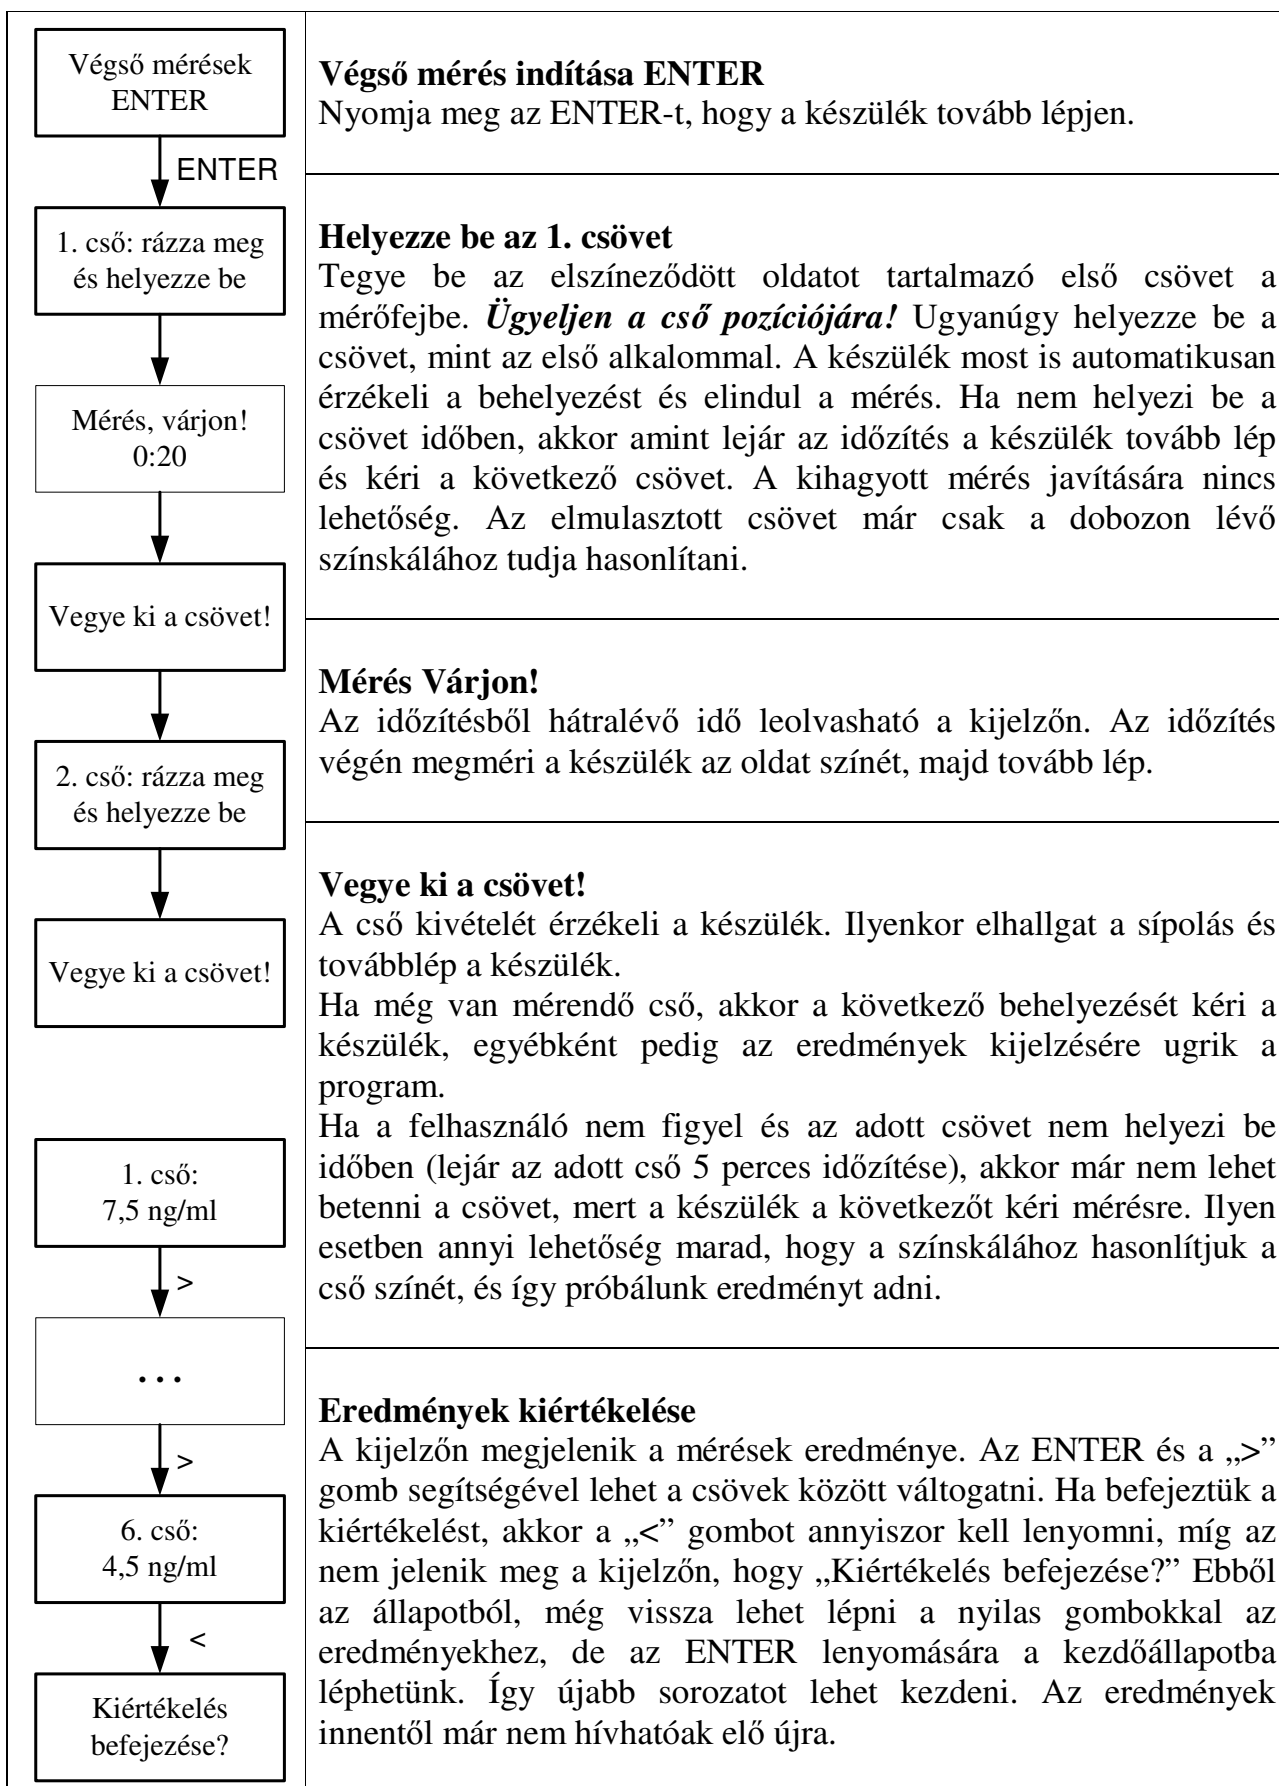 Végső mérések
ENTER
ENTER
1. cső: rázza meg
és helyezze be
Mérés, várjon!
0:20
Vegye ki a csövet!
2. cső: rázza meg
és helyezze be
Vegye ki a csövet!
1. cső:
7,5 ng/ml
>
...
>
6. cső:
4,5 ng/ml
<
Kiértékelés
befejezése?
Végső mérés indítása ENTER
Nyomja meg az ENTER-t, hogy a készülék tovább lépjen.
Helyezze be az 1. csövet
Tegye be az elszíneződött oldatot tartalmazó első csövet a
mérőfejbe. Ügyeljen a cső pozíciójára! Ugyanúgy helyezze be a
csövet, mint az első alkalommal. A készülék most is automatikusan
érzékeli a behelyezést és elindul a mérés. Ha nem helyezi be a
csövet időben, akkor amint lejár az időzítés a készülék tovább lép
és kéri a következő csövet. A kihagyott mérés javítására nincs
lehetőség. Az elmulasztott csövet már csak a dobozon lévő
színskálához tudja hasonlítani.
Mérés Várjon!
Az időzítésből hátralévő idő leolvasható a kijelzőn. Az időzítés
végén megméri a készülék az oldat színét, majd tovább lép.
Vegye ki a csövet!
A cső kivételét érzékeli a készülék. Ilyenkor elhallgat a sípolás és
továbblép a készülék.
Ha még van mérendő cső, akkor a következő behelyezését kéri a
készülék, egyébként pedig az eredmények kijelzésére ugrik a
program.
Ha a felhasználó nem figyel és az adott csövet nem helyezi be
időben (lejár az adott cső 5 perces időzítése), akkor már nem lehet
betenni a csövet, mert a készülék a következőt kéri mérésre. Ilyen
esetben annyi lehetőség marad, hogy a színskálához hasonlítjuk a
cső színét, és így próbálunk eredményt adni.
Eredmények kiértékelése
A kijelzőn megjelenik a mérések eredménye. Az ENTER és a „>”
gomb segítségével lehet a csövek között váltogatni. Ha befejeztük a
kiértékelést, akkor a „<” gombot annyiszor kell lenyomni, míg az
nem jelenik meg a kijelzőn, hogy „Kiértékelés befejezése?” Ebből
az állapotból, még vissza lehet lépni a nyilas gombokkal az
eredményekhez, de az ENTER lenyomására a kezdőállapotba
léphetünk. Így újabb sorozatot lehet kezdeni. Az eredmények
innentől már nem hívhatóak elő újra.